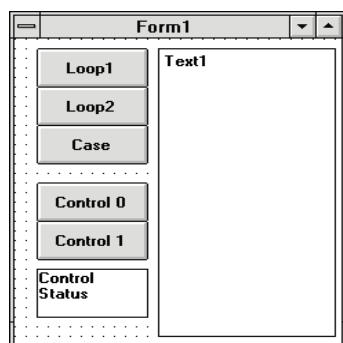 Form1
Loop1
Loop2
Case
Control 0
Control 1
Control
Status
Text1